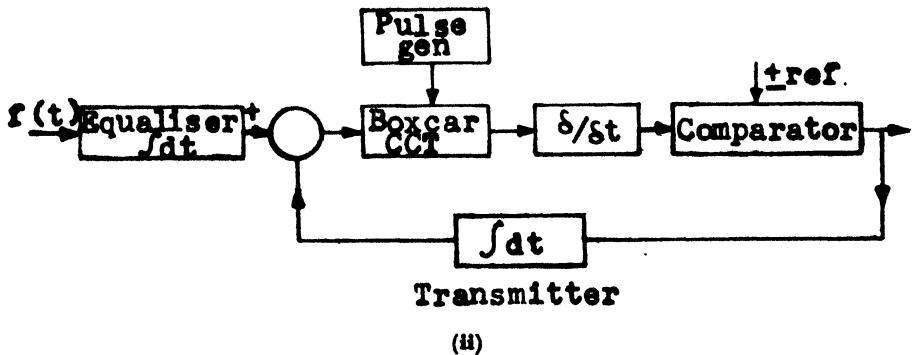 Pulse
gen
±ref.
f(t)
Equaliser
∫dt
+
Boxcar
CCT
δ/δt
Comparator
∫dt
Transmitter
(ii)